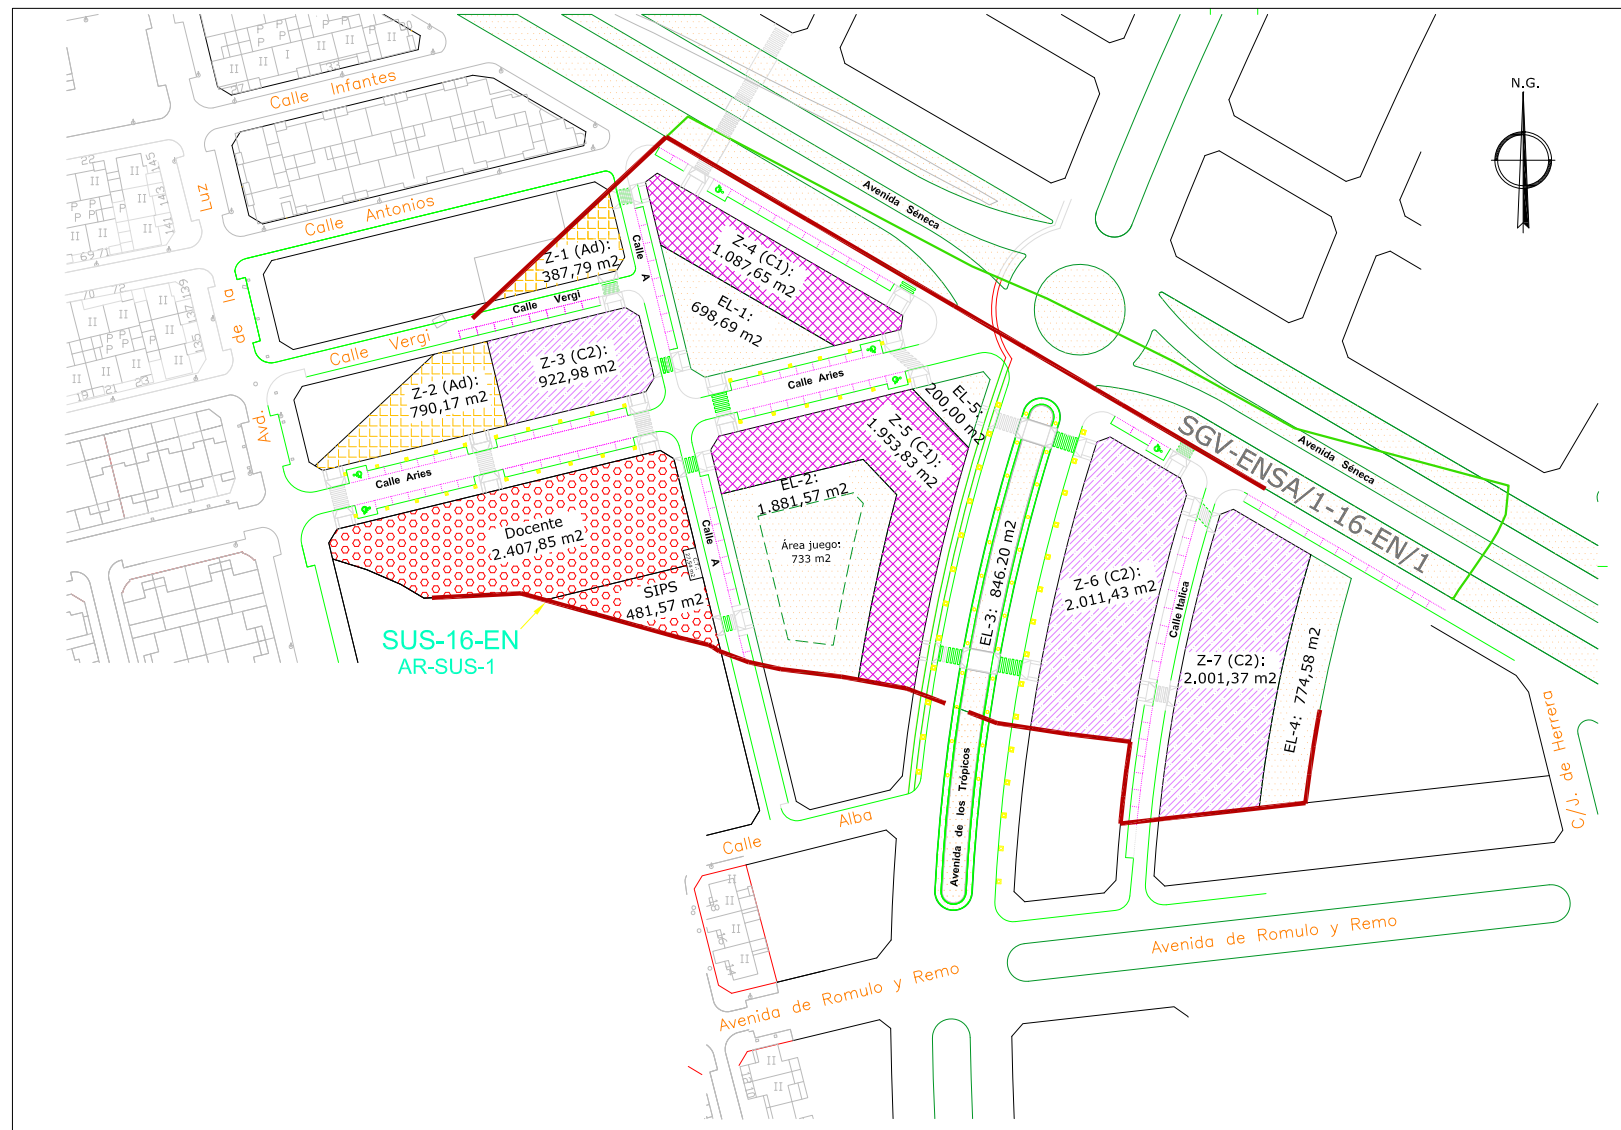 N.G.
Calle Infantes
Calle Antonios
Luz
la
de
Avd.
Calle Vergi
Calle Vergi
Z-1 (Ad):
387,79 m2
Calle A
Z-4 (C1):
1.087,65 m2
EL-1:
698,69 m2
Avenida Séneca
Z-3 (C2):
922,98 m2
Z-2 (Ad):
790,17 m2
Calle Aries
Calle Aries
EL-5:
200,00 m2
Z-5 (C1):
1.953,83 m2
EL-2:
1.881,57 m2
Área juego:
733 m2
Docente
2.407,85 m2
SIPS
481,57 m2
Calle A
SUS-16-EN
AR-SUS-1
EL-3: 846.20 m2
Avenida de los Trópicos
Z-6 (C2):
2.011,43 m2
Calle Italica
Z-7 (C2):
2.001,37 m2
EL-4: 774,58 m2
SGV-ENSA/1-16-EN/1
Avenida Séneca
C/J. de Herrera
Calle Alba
Avenida de Romulo y Remo
Avenida de Romulo y Remo